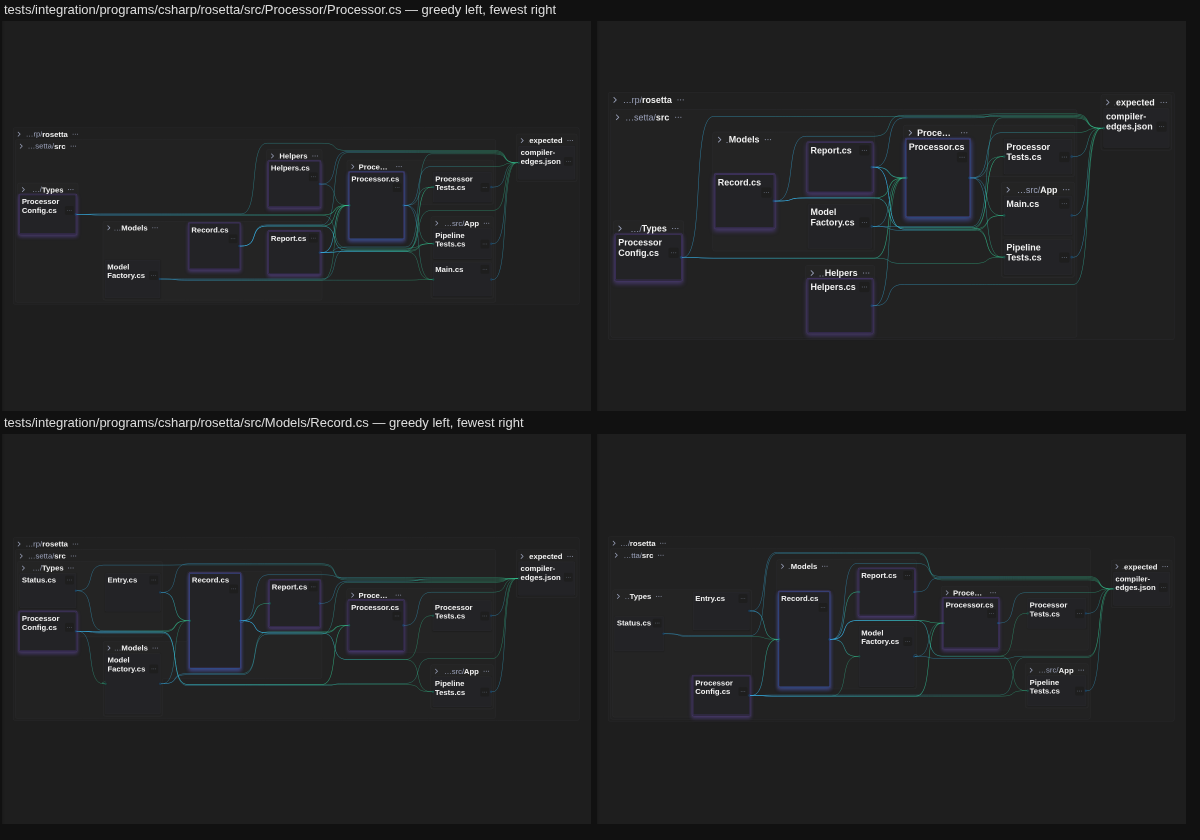 tests/integration/programs/csharp/rosetta/src/Processor/Processor.cs — greedy left, fewest right
…rp/rosetta ···
…setta/src ···
…/Types ···
Processor
Config.cs
…Models ···
Model
Factory.cs
Record.cs
Helpers ···
Helpers.cs
Report.cs
Proce… ···
Processor.cs
Processor
Tests.cs
…src/App ···
Pipeline
Tests.cs
Main.cs
expected ···
compiler-
edges.json
…rp/rosetta ···
…setta/src ···
…/Types ···
Processor
Config.cs
.Models ···
Record.cs
Report.cs
Model
Factory.cs
..Helpers ···
Helpers.cs
Proce… ···
Processor.cs
Processor
Tests.cs
…src/App ···
Main.cs
Pipeline
Tests.cs
expected ···
compiler-
edges.json
tests/integration/programs/csharp/rosetta/src/Models/Record.cs — greedy left, fewest right
…rp/rosetta ···
…setta/src ···
…/Types ···
Status.cs
Processor
Config.cs
Entry.cs
..Models ···
Model
Factory.cs
Record.cs
Report.cs
Proce… ···
Processor.cs
Processor
Tests.cs
…src/App ···
Pipeline
Tests.cs
expected ···
compiler-
edges.json
…/rosetta ···
…tta/src ···
..Types ···
Status.cs
Entry.cs
Processor
Config.cs
.Models ···
Record.cs
Report.cs
Model
Factory.cs
Proce… ···
Processor.cs
Processor
Tests.cs
…src/App ···
Pipeline
Tests.cs
expected ···
compiler-
edges.json